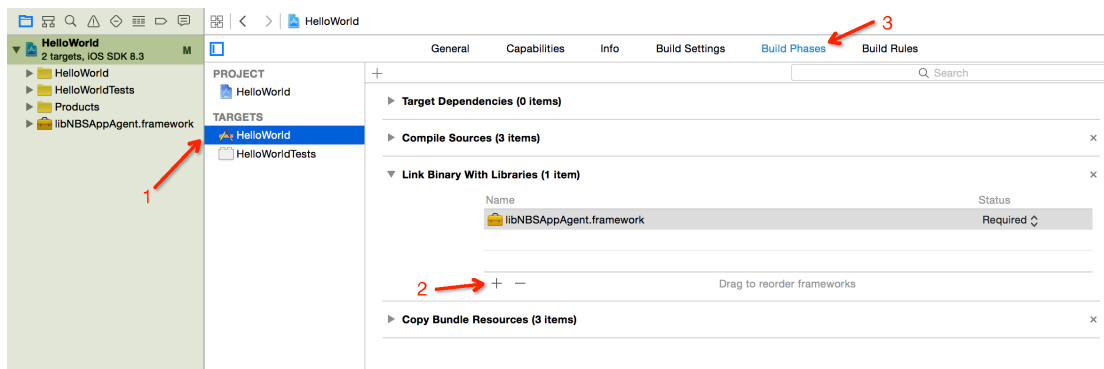 HelloWorld
3
HelloWorld
2 targets, iOS SDK 8.3
M
HelloWorld
HelloWorldTests
Products
libNBSAppAgent.framework
General Capabilities Info Build Settings Build Phases Build Rules
PROJECT
HelloWorld
TARGETS
HelloWorld
HelloWorldTests
1
+ Search
Target Dependencies (0 items)
Compile Sources (3 items) ×
Link Binary With Libraries (1 item) ×
Name Status
libNBSAppAgent.framework Required
2 + − Drag to reorder frameworks
Copy Bundle Resources (3 items) ×